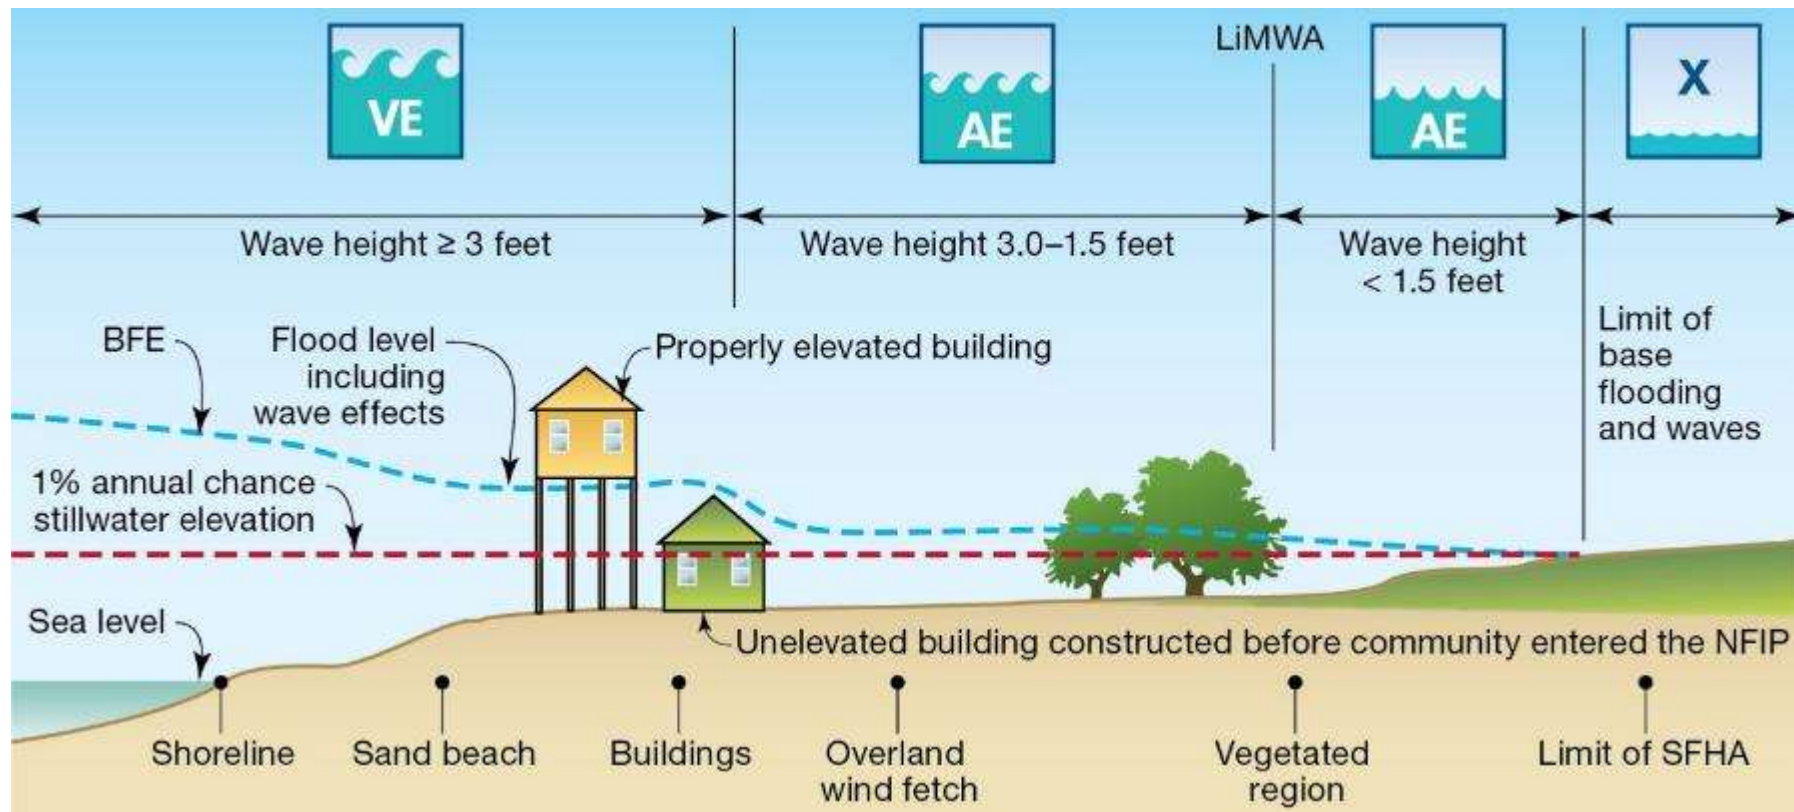 VE
AE
LiMWA
AE
X
Wave height ≥ 3 feet
Wave height 3.0–1.5 feet
Wave height
< 1.5 feet
BFE
Flood level
including
wave effects
Properly elevated building
Limit of
base
flooding
and waves
1% annual chance
stillwater elevation
Sea level
Unelevated building constructed before community entered the NFIP
Shoreline
Sand beach
Buildings
Overland
wind fetch
Vegetated
region
Limit of SFHA